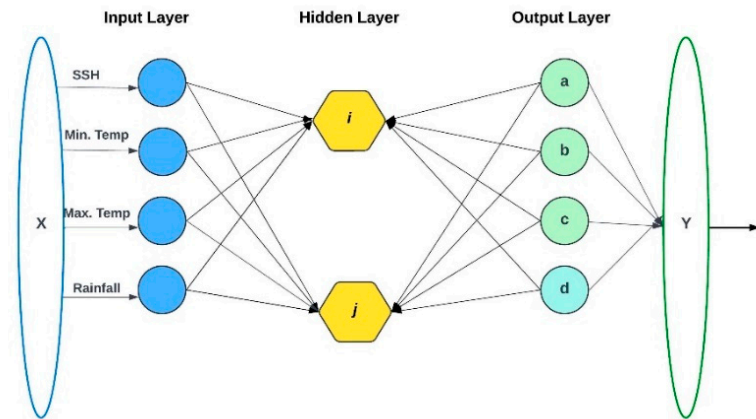 Input Layer
Hidden Layer
Output Layer
SSH
Min. Temp
Max. Temp
Rainfall
X
i
j
a
b
c
d
Y